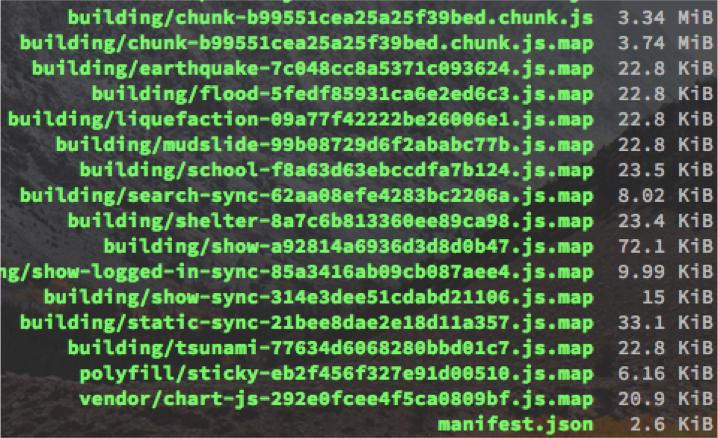 building/chunk-b99551cea25a25f39bed.chunk.js 3.34 MiB
building/chunk-b99551cea25a25f39bed.chunk.js.map 3.74 MiB
building/earthquake-7c048cc8a5371c093624.js.map 22.8 KiB
building/flood-5fedf85931ca6e2ed6c3.js.map 22.8 KiB
building/liquefaction-09a77f42222be26006e1.js.map 22.8 KiB
building/mudslide-99b08729d6f2ababc77b.js.map 22.8 KiB
building/school-f8a63d63ebccdfa7b124.js.map 23.5 KiB
building/search-sync-62aa08efe4283bc2206a.js.map 8.02 KiB
building/shelter-8a7c6b813360ee89ca98.js.map 23.4 KiB
building/show-a92814a6936d3d8d0b47.js.map 72.1 KiB
ng/show-logged-in-sync-85a3416ab09cb087aee4.js.map 9.99 KiB
building/show-sync-314e3dee51cdabd21106.js.map 15 KiB
building/static-sync-21bee8dae2e18d11a357.js.map 33.1 KiB
building/tsunami-77634d6068280bbd01c7.js.map 22.8 KiB
polyfill/sticky-eb2f456f327e91d00510.js.map 6.16 KiB
vendor/chart-js-292e0fcee4f5ca0809bf.js.map 20.9 KiB
manifest.json 2.6 KiB